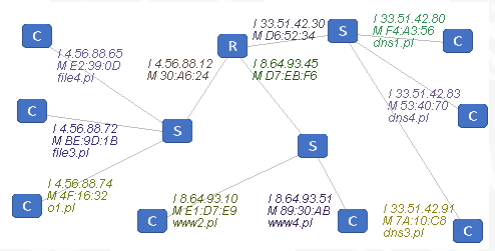 I 33.51.42.30
M D6:52:34
I 33.51.42.80
M F4:A3:56
dns1.pl
C
C
R
S
I 4.56.88.65
M E2:39:0D
file4.pl
I 4.56.88.12
M 30:A6:24
I 8.64.93.45
M D7:EB:F6
I 33.51.42.83
M 53:40:70
dns4.pl
C
C
S
S
I 4.56.88.72
M BE:9D:1B
file3.pl
I 4.56.88.74
M 4F:16:32
o1.pl
C
I 8.64.93.10
M E1:D7:E9
www2.pl
C
I 8.64.93.51
M 89:30:AB
www4.pl
C
I 33.51.42.91
M 7A:10:C8
dns3.pl
C